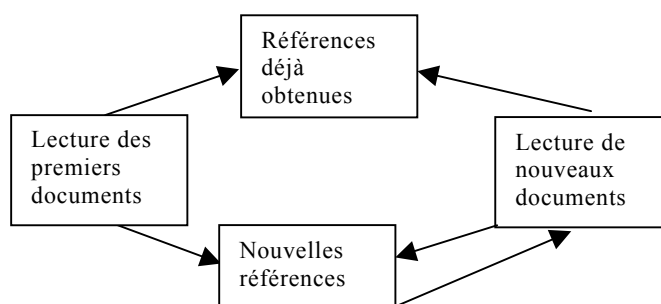 Références
déjà
obtenues
Lecture des
premiers
documents
Lecture de
nouveaux
documents
Nouvelles
références